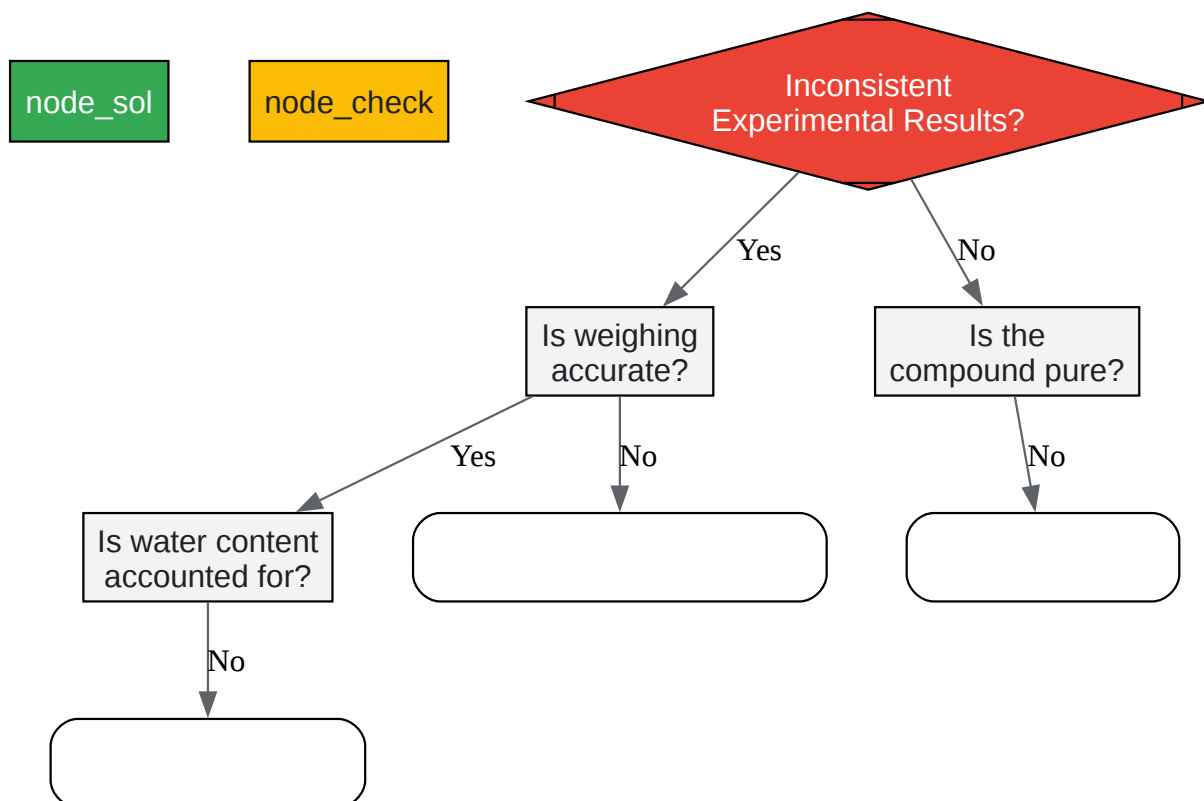 node_sol
node_check
Inconsistent
Experimental Results?
Yes
No
Is weighing
accurate?
Is the
compound pure?
Yes
No
No
Is water content
accounted for?
No